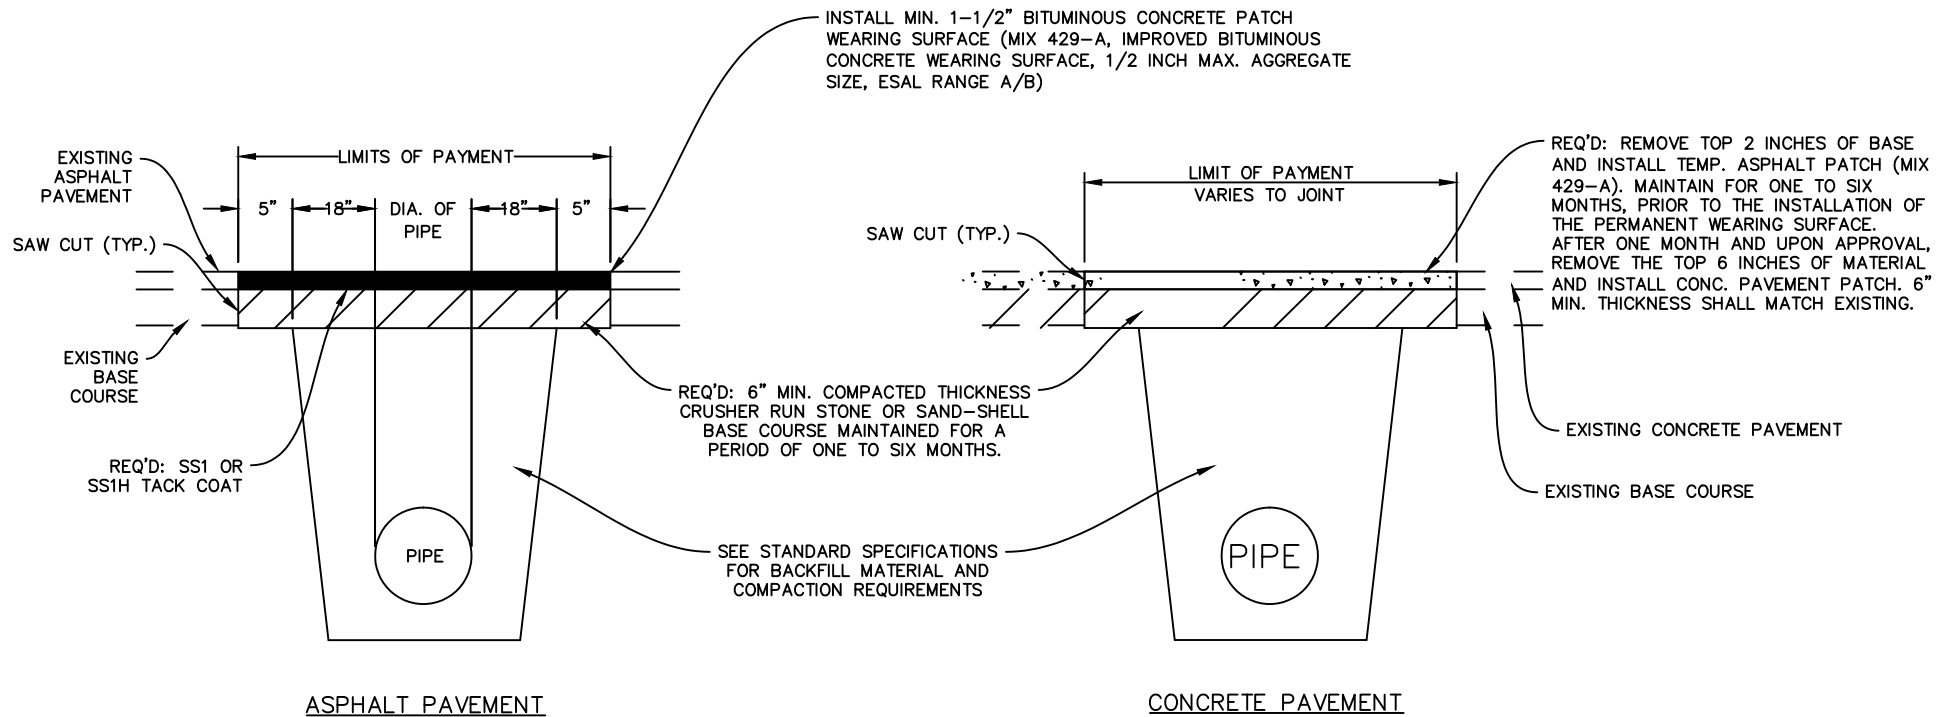 INSTALL MIN. 1-1/2" BITUMINOUS CONCRETE PATCH
WEARING SURFACE (MIX 429-A, IMPROVED BITUMINOUS
CONCRETE WEARING SURFACE, 1/2 INCH MAX. AGGREGATE
SIZE, ESAL RANGE A/B)
EXISTING
ASPHALT
PAVEMENT
LIMITS OF PAYMENT
5"
18"
DIA. OF
PIPE
18"
5"
SAW CUT (TYP.)
EXISTING
BASE
COURSE
REQ'D: SS1 OR
SS1H TACK COAT
PIPE
REQ'D: 6" MIN. COMPACTED THICKNESS
CRUSHER RUN STONE OR SAND-SHELL
BASE COURSE MAINTAINED FOR A
PERIOD OF ONE TO SIX MONTHS.
SEE STANDARD SPECIFICATIONS
FOR BACKFILL MATERIAL AND
COMPACTION REQUIREMENTS
ASPHALT PAVEMENT
LIMIT OF PAYMENT
VARIES TO JOINT
SAW CUT (TYP.)
REQ'D: REMOVE TOP 2 INCHES OF BASE
AND INSTALL TEMP. ASPHALT PATCH (MIX
429-A). MAINTAIN FOR ONE TO SIX
MONTHS, PRIOR TO THE INSTALLATION OF
THE PERMANENT WEARING SURFACE.
AFTER ONE MONTH AND UPON APPROVAL,
REMOVE THE TOP 6 INCHES OF MATERIAL
AND INSTALL CONC. PAVEMENT PATCH. 6"
MIN. THICKNESS SHALL MATCH EXISTING.
EXISTING CONCRETE PAVEMENT
EXISTING BASE COURSE
PIPE
CONCRETE PAVEMENT